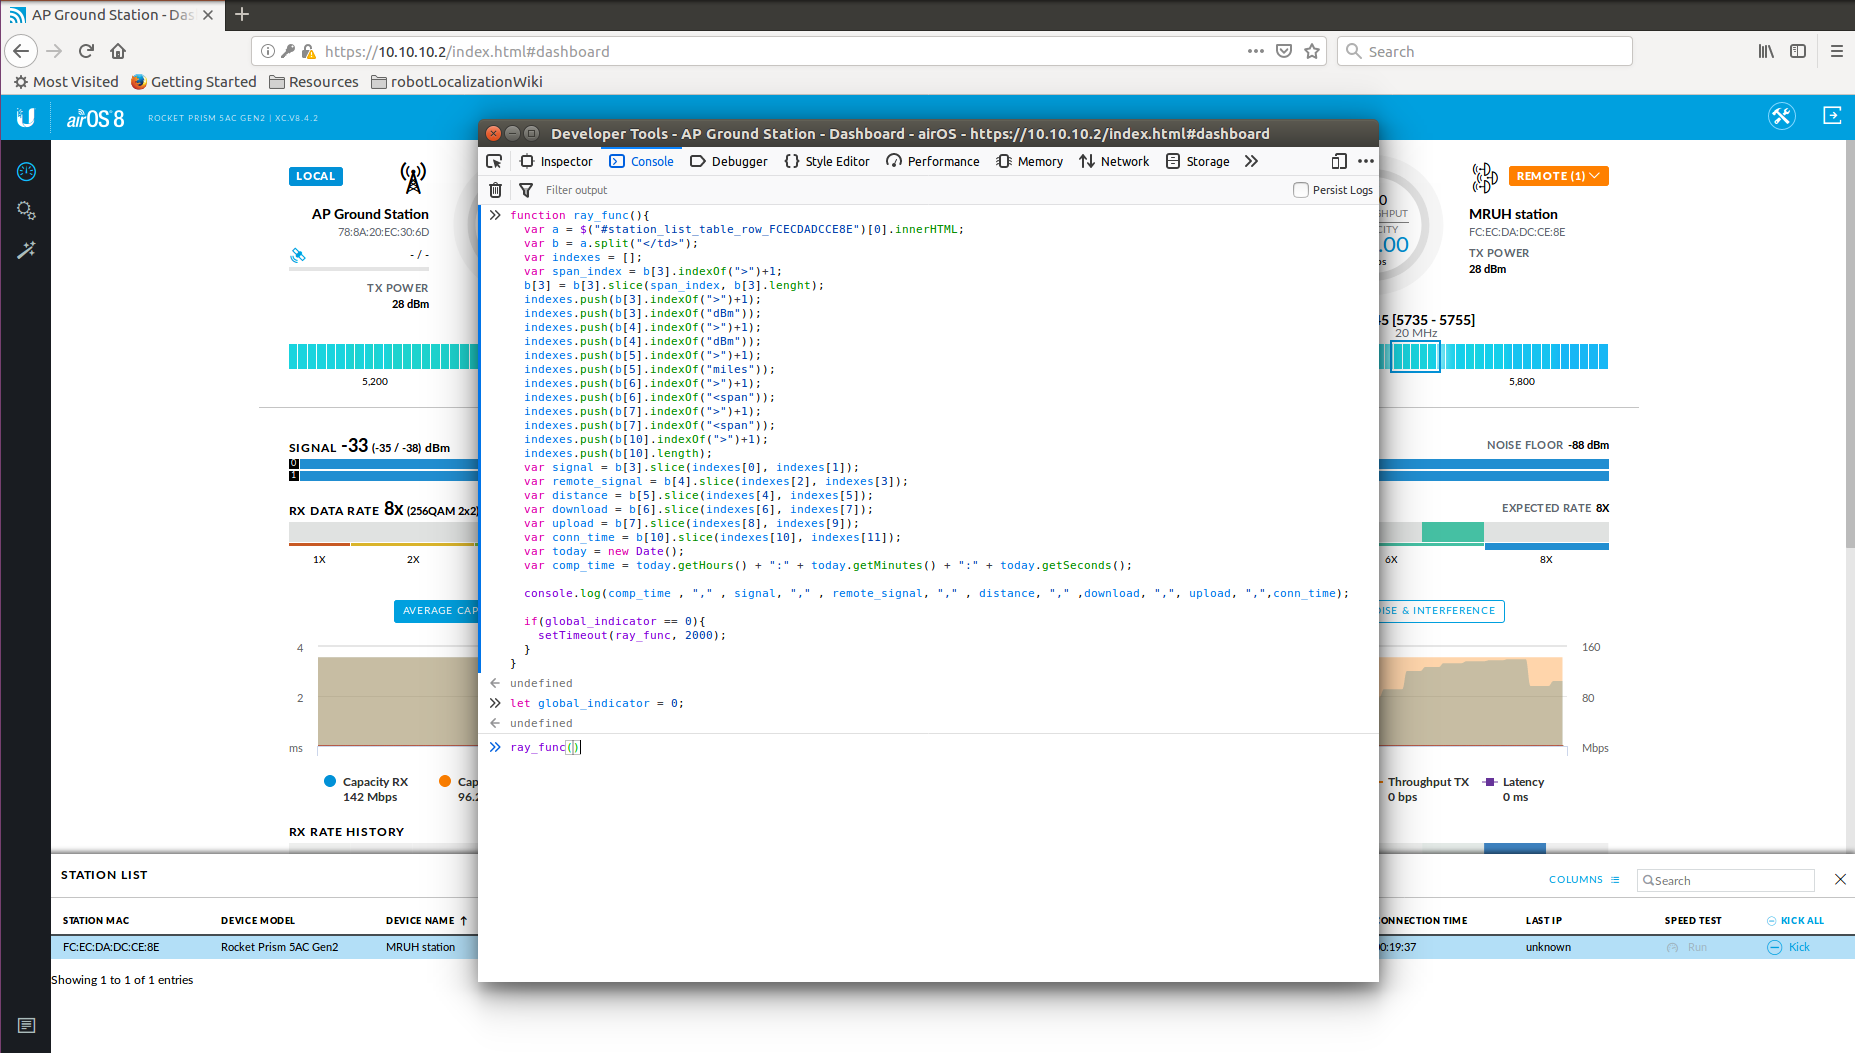 AP Ground Station - Das
https://10.10.10.2/index.html#dashboard
Search
Most Visited Getting Started Resources robotLocalizationWiki
airOS 8 ROCKET PRISM 5AC GEN2 | XC.V8.4.2
Developer Tools - AP Ground Station - Dashboard - airOS - https://10.10.10.2/index.html#dashboard
Inspector Console Debugger Style Editor Performance Memory Network Storage
Filter output
Persist Logs
function ray_func(){
var a = $("#station_list_table_row_FCECDADCCE8E")[0].innerHTML;
var b = a.split("</td>");
var indexes = [];
var span_index = b[3].indexOf(">")+1;
b[3] = b[3].slice(span_index, b[3].lenght);
indexes.push(b[3].indexOf(">")+1);
indexes.push(b[3].indexOf("dBm"));
indexes.push(b[4].indexOf(">")+1);
indexes.push(b[4].indexOf("dBm"));
indexes.push(b[5].indexOf(">")+1);
indexes.push(b[5].indexOf("miles"));
indexes.push(b[6].indexOf(">")+1);
indexes.push(b[6].indexOf("<span"));
indexes.push(b[7].indexOf(">")+1);
indexes.push(b[7].indexOf("<span"));
indexes.push(b[10].indexOf(">")+1);
indexes.push(b[10].length);
var signal = b[3].slice(indexes[0], indexes[1]);
var remote_signal = b[4].slice(indexes[2], indexes[3]);
var distance = b[5].slice(indexes[4], indexes[5]);
var download = b[6].slice(indexes[6], indexes[7]);
var upload = b[7].slice(indexes[8], indexes[9]);
var conn_time = b[10].slice(indexes[10], indexes[11]);
var today = new Date();
var comp_time = today.getHours() + ":" + today.getMinutes() + ":" + today.getSeconds();
console.log(comp_time , "," , signal, "," , remote_signal, "," , distance, "," ,download, ",", upload, ",",conn_time);
if(global_indicator == 0){
setTimeout(ray_func, 2000);
}
}
undefined
let global_indicator = 0;
undefined
ray_func()
LOCAL
AP Ground Station
78:8A:20:EC:30:6D
- / -
TX POWER
28 dBm
5,200
SIGNAL -33 (-35 / -38) dBm
0
1
RX DATA RATE 8x (256QAM 2x2)
1X 2X
AVERAGE CAP
4
2
ms
Capacity RX
142 Mbps
Cap
96.2
RX RATE HISTORY
0
GHPUT
CITY
.00
ps
REMOTE (1)
MRUH station
FC:EC:DA:DC:CE:8E
TX POWER
28 dBm
45 [5735 - 5755]
20 MHz
5,800
NOISE FLOOR -88 dBm
EXPECTED RATE 8X
6X 8X
OISE & INTERFERENCE
160
80
Mbps
Throughput TX
0 bps
Latency
0 ms
STATION LIST
COLUMNS
Search
STATION MAC DEVICE MODEL DEVICE NAME CONNECTION TIME LAST IP SPEED TEST KICK ALL
FC:EC:DA:DC:CE:8E Rocket Prism 5AC Gen2 MRUH station 00:19:37 unknown Run Kick
Showing 1 to 1 of 1 entries